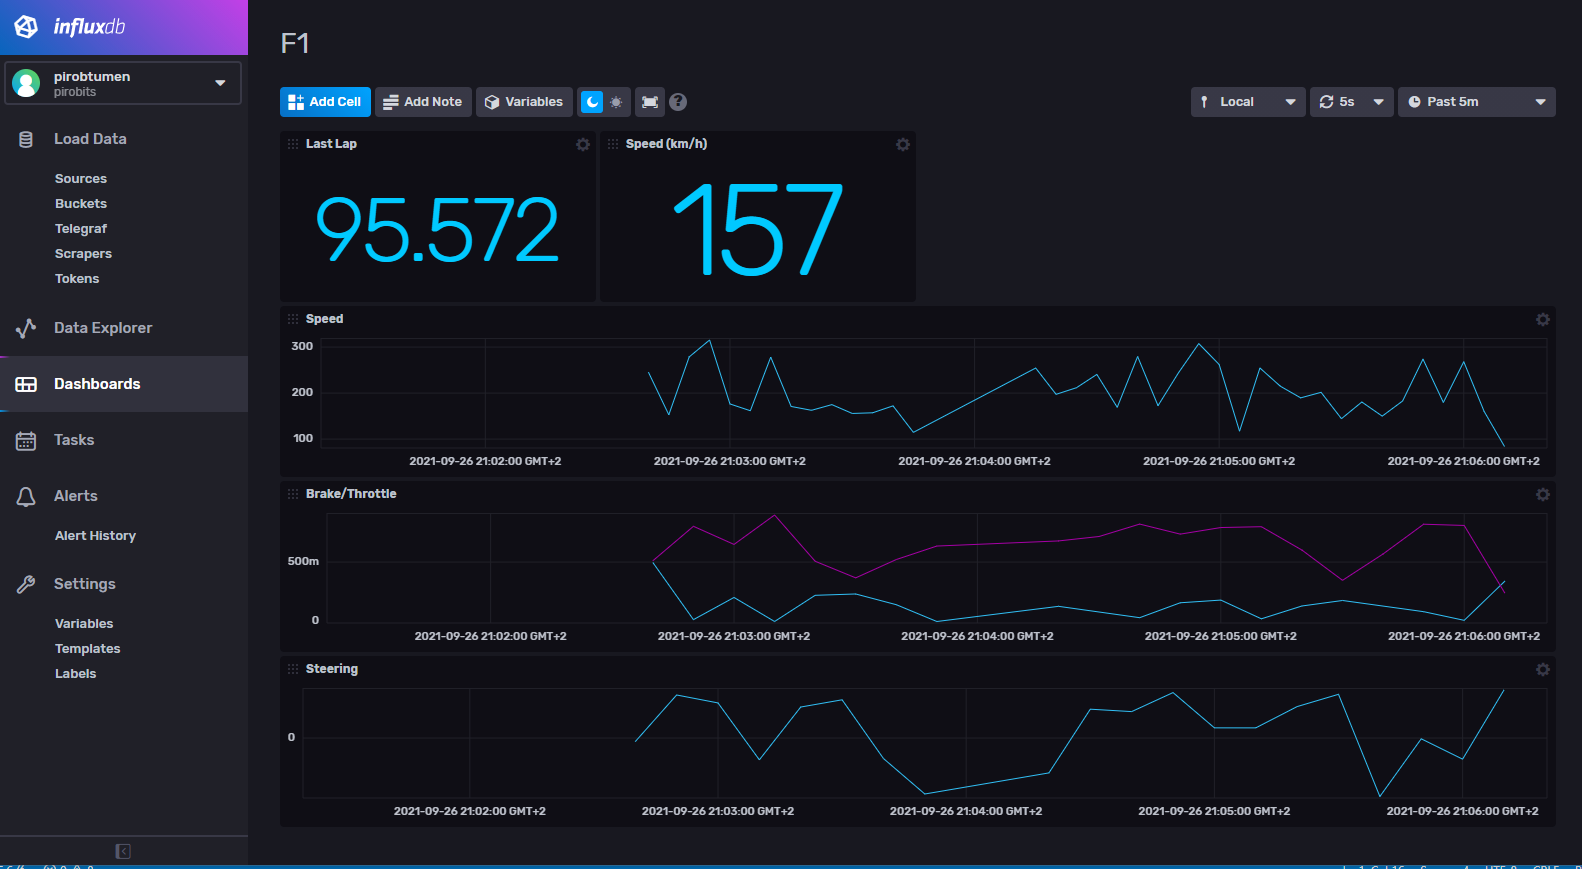 influxdb
pirobtumen
pirobits
Load Data
Sources
Buckets
Telegraf
Scrapers
Tokens
Data Explorer
Dashboards
Tasks
Alerts
Alert History
Settings
Variables
Templates
Labels
F1
Add Cell
Add Note
Variables
?
Local
5s
Past 5m
Last Lap
95.572
Speed (km/h)
157
Speed
300
200
100
2021-09-26 21:02:00 GMT+2
2021-09-26 21:03:00 GMT+2
2021-09-26 21:04:00 GMT+2
2021-09-26 21:05:00 GMT+2
2021-09-26 21:06:00 GMT+2
Brake/Throttle
500m
0
2021-09-26 21:02:00 GMT+2
2021-09-26 21:03:00 GMT+2
2021-09-26 21:04:00 GMT+2
2021-09-26 21:05:00 GMT+2
2021-09-26 21:06:00 GMT+2
Steering
0
2021-09-26 21:02:00 GMT+2
2021-09-26 21:03:00 GMT+2
2021-09-26 21:04:00 GMT+2
2021-09-26 21:05:00 GMT+2
2021-09-26 21:06:00 GMT+2